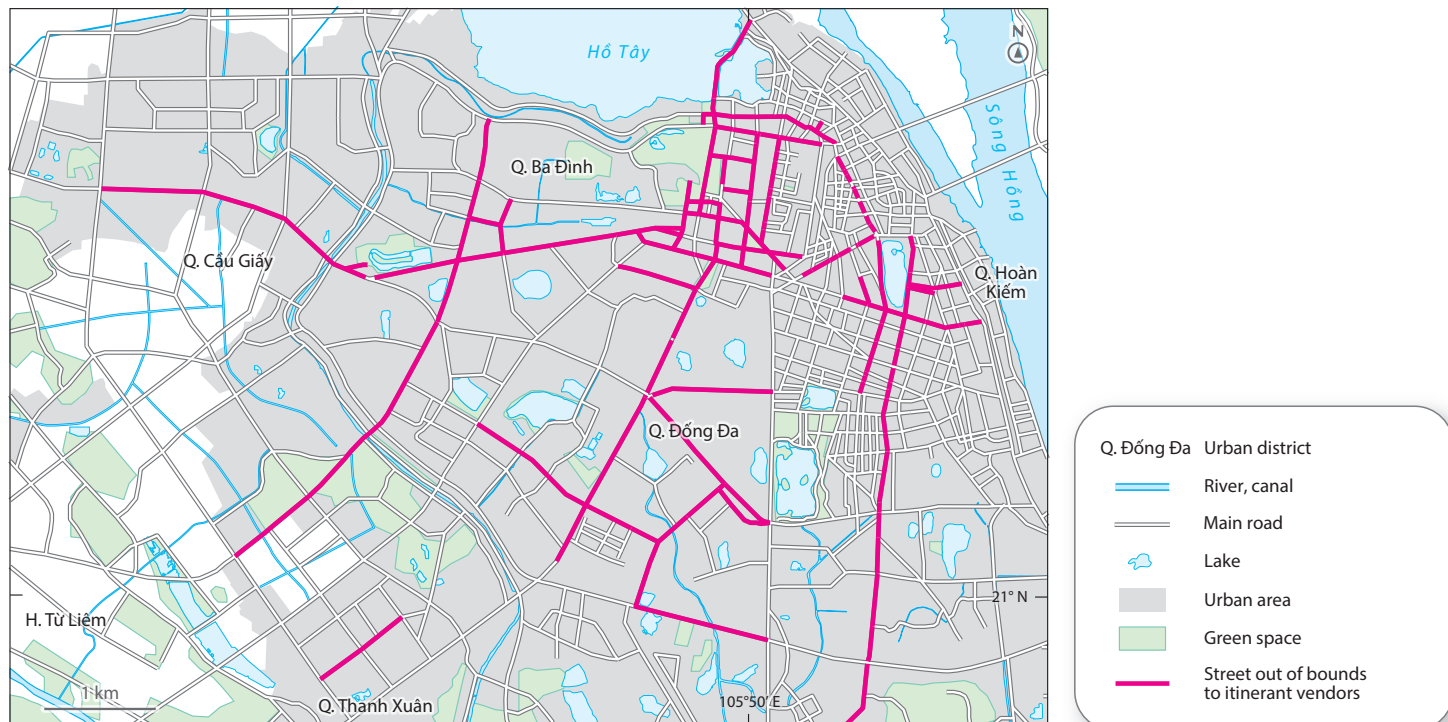 Hồ Tây
N
Sông Hồng
Q. Ba Đình
Q. Cầu Giấy
Q. Hoàn
Kiếm
Q. Đống Đa
21° N
H. Từ Liêm
1 km
Q. Thanh Xuân
105°50' E
Q. Đống Đa Urban district
River, canal
Main road
Lake
Urban area
Green space
Street out of bounds
to itinerant vendors